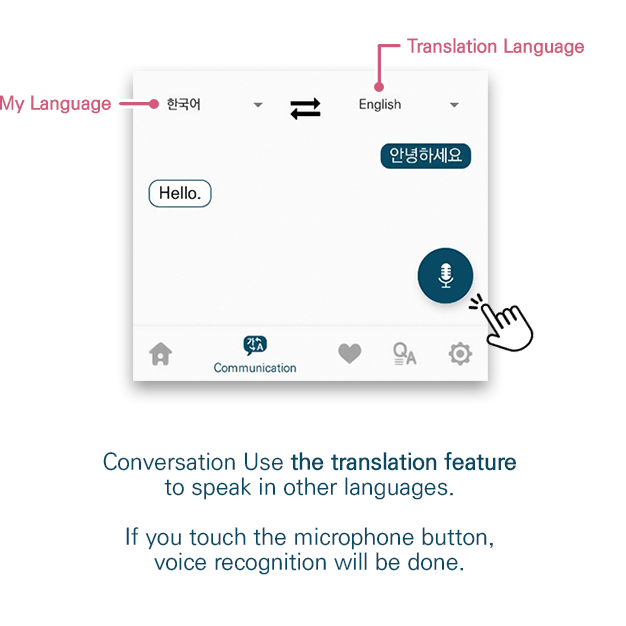 Translation Language
My Language
한국어
English
안녕하세요
Hello.
가
A
QA
Communication
Conversation Use the translation feature
to speak in other languages.
If you touch the microphone button,
voice recognition will be done.